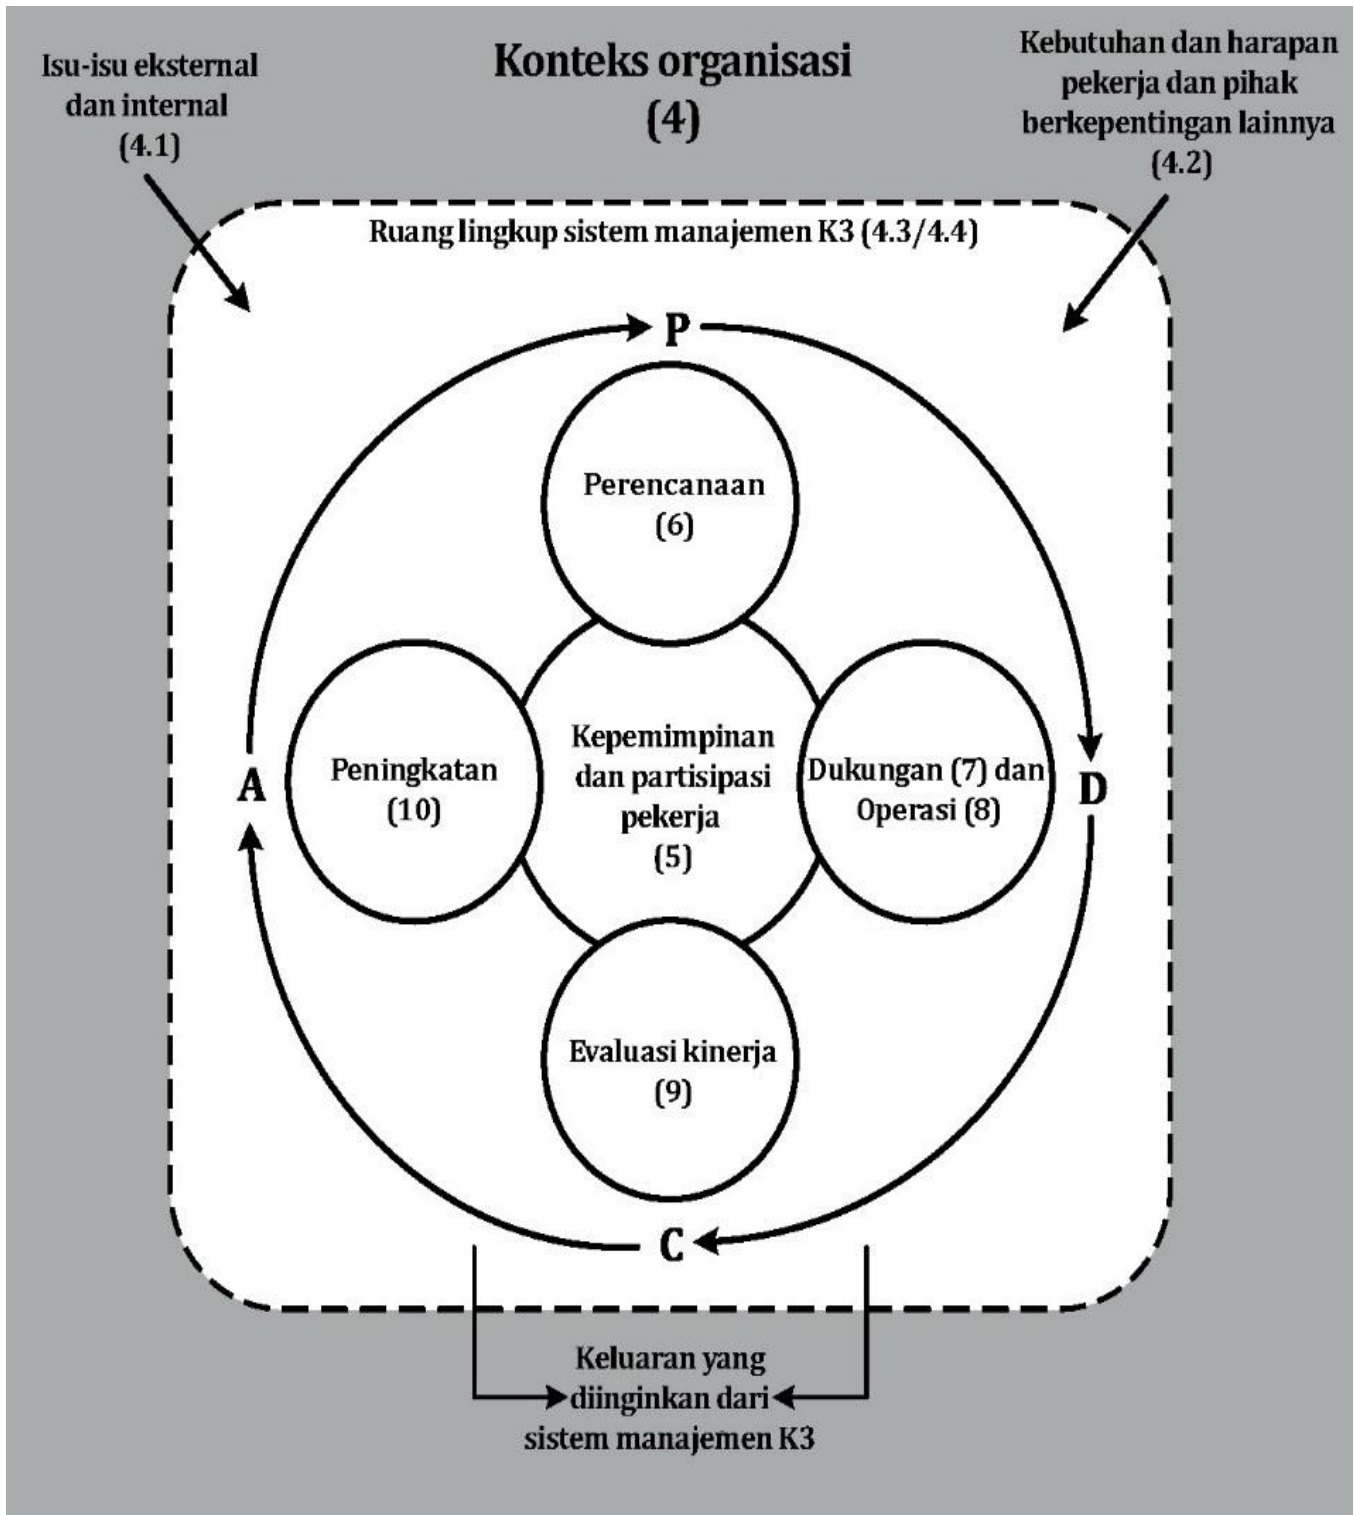 Konteks organisasi
(4)
Isu-isu eksternal
dan internal
(4.1)
Kebutuhan dan harapan
pekerja dan pihak
berkepentingan lainnya
(4.2)
Ruang lingkup sistem manajemen K3 (4.3/4.4)
P
Perencanaan
(6)
A
Peningkatan
(10)
Kepemimpinan
dan partisipasi
pekerja
(5)
Dukungan (7) dan
Operasi (8)
D
Evaluasi kinerja
(9)
C
Keluaran yang
diinginkan dari
sistem manajemen K3